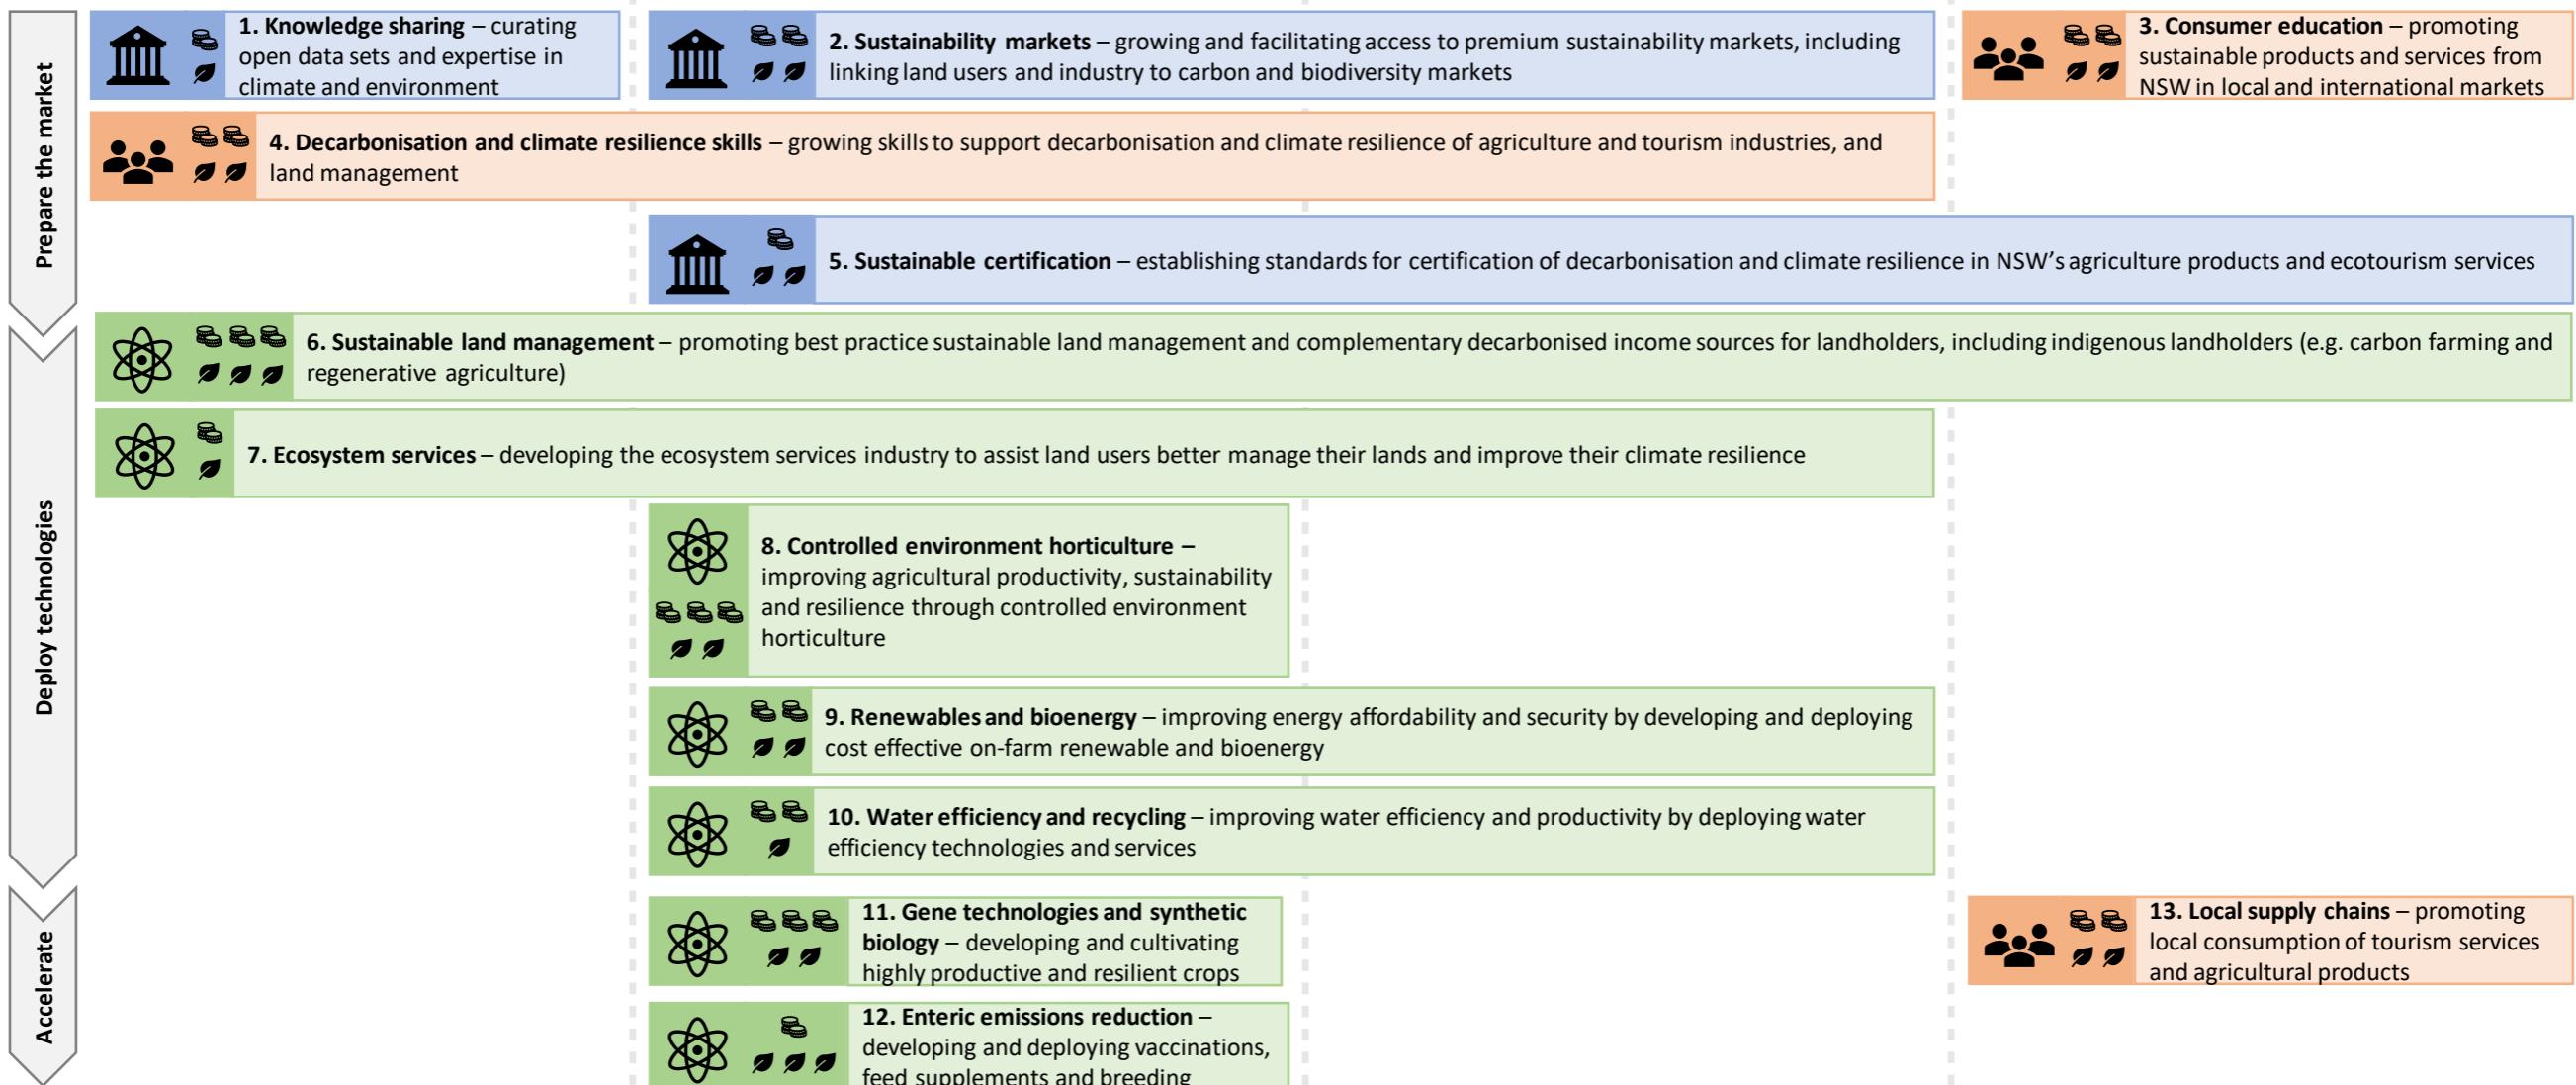 Prepare the market
1. Knowledge sharing – curating
open data sets and expertise in
climate and environment
2. Sustainability markets – growing and facilitating access to premium sustainability markets, including
linking land users and industry to carbon and biodiversity markets
3. Consumer education – promoting
sustainable products and services from
NSW in local and international markets
4. Decarbonisation and climate resilience skills – growing skills to support decarbonisation and climate resilience of agriculture and tourism industries, and
land management
5. Sustainable certification – establishing standards for certification of decarbonisation and climate resilience in NSW's agriculture products and ecotourism services
Deploy technologies
6. Sustainable land management – promoting best practice sustainable land management and complementary decarbonised income sources for landholders, including indigenous landholders (e.g. carbon farming and
regenerative agriculture)
7. Ecosystem services – developing the ecosystem services industry to assist land users better manage their lands and improve their climate resilience
8. Controlled environment horticulture –
improving agricultural productivity, sustainability
and resilience through controlled environment
horticulture
9. Renewables and bioenergy – improving energy affordability and security by developing and deploying
cost effective on-farm renewable and bioenergy
10. Water efficiency and recycling – improving water efficiency and productivity by deploying water
efficiency technologies and services
Accelerate
11. Gene technologies and synthetic
biology – developing and cultivating
highly productive and resilient crops
13. Local supply chains – promoting
local consumption of tourism services
and agricultural products
12. Enteric emissions reduction –
developing and deploying vaccinations,
feed supplements and breeding